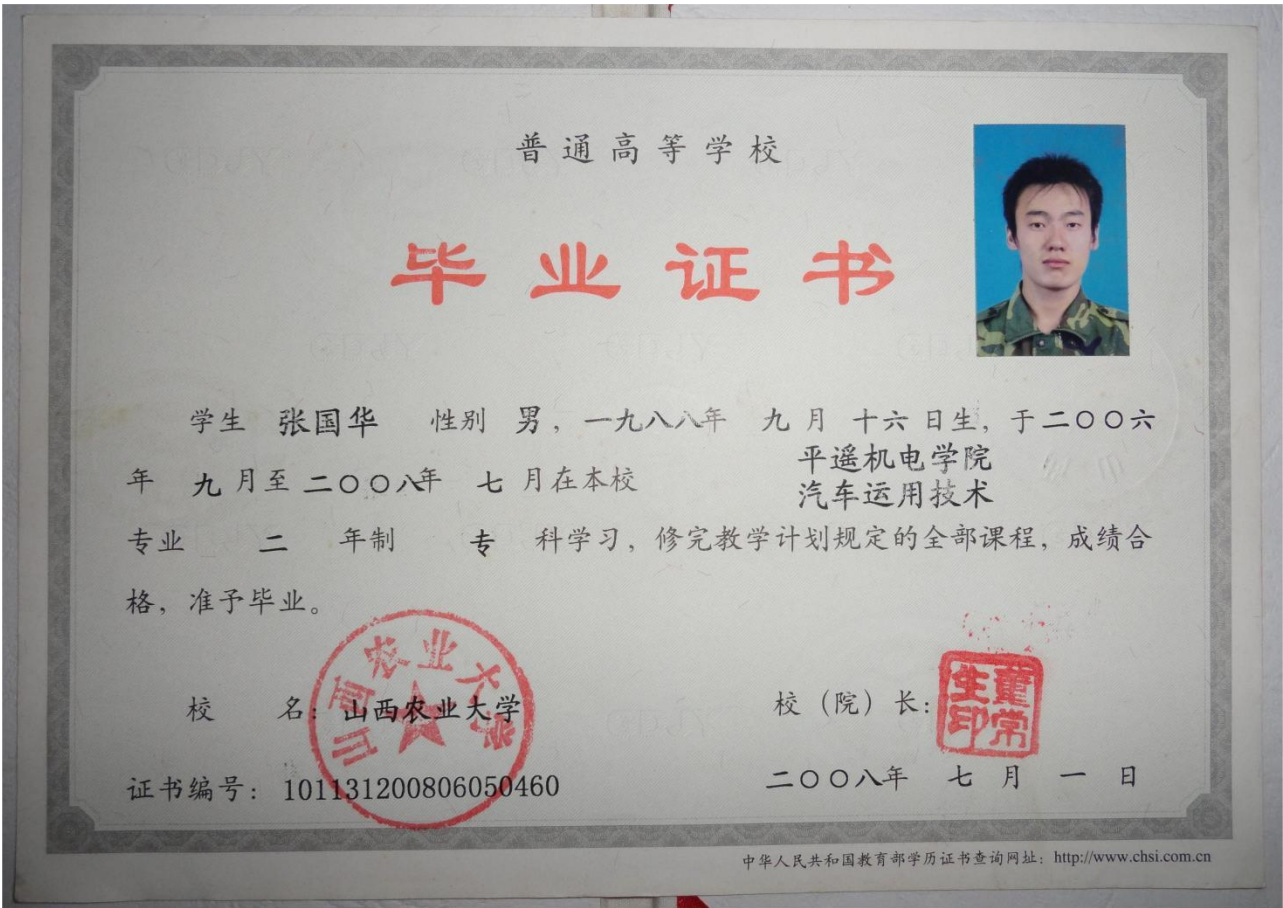 普通高等学校
毕业证书
学生 张国华 性别 男，一九八八年 九月 十六日生，于二〇〇六
年 九月至二〇〇八年 七月在本校 平遥机电学院
汽车运用技术
专业 二 年制 专 科学习，修完教学计划规定的全部课程，成绩合
格，准予毕业。
山西农业大学
校 名：山西农业大学
校（院）长：
董常生印
证书编号：101131200806050460
二〇〇八年 七月 一日
中华人民共和国教育部学历证书查询网址：http://www.chsi.com.cn